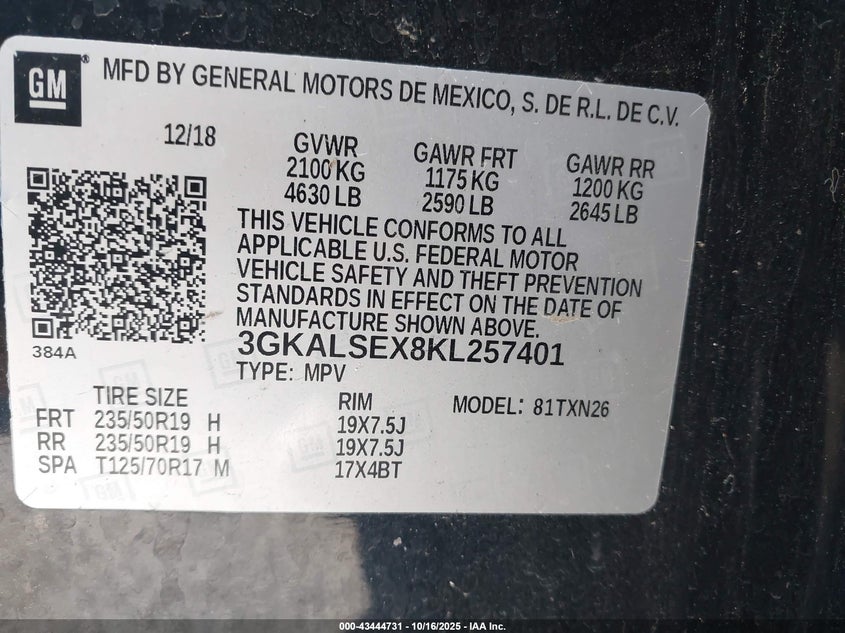 GM ® MFD BY GENERAL MOTORS DE MEXICO, S. DE R.L. DE C.V.
12/18
GVWR GAWR FRT GAWR RR
2100 KG 1175 KG 1200 KG
4630 LB 2590 LB 2645 LB
THIS VEHICLE CONFORMS TO ALL
APPLICABLE U.S. FEDERAL MOTOR
VEHICLE SAFETY AND THEFT PREVENTION
STANDARDS IN EFFECT ON THE DATE OF
MANUFACTURE SHOWN ABOVE.
384A
3GKALSEX8KL257401
TYPE: MPV
TIRE SIZE RIM MODEL: 81TXN26
FRT 235/50R19 H 19X7.5J
RR 235/50R19 H 19X7.5J
SPA T125/70R17 M 17X4BT
000-43444731 - 10/16/2025 - IAA Inc.